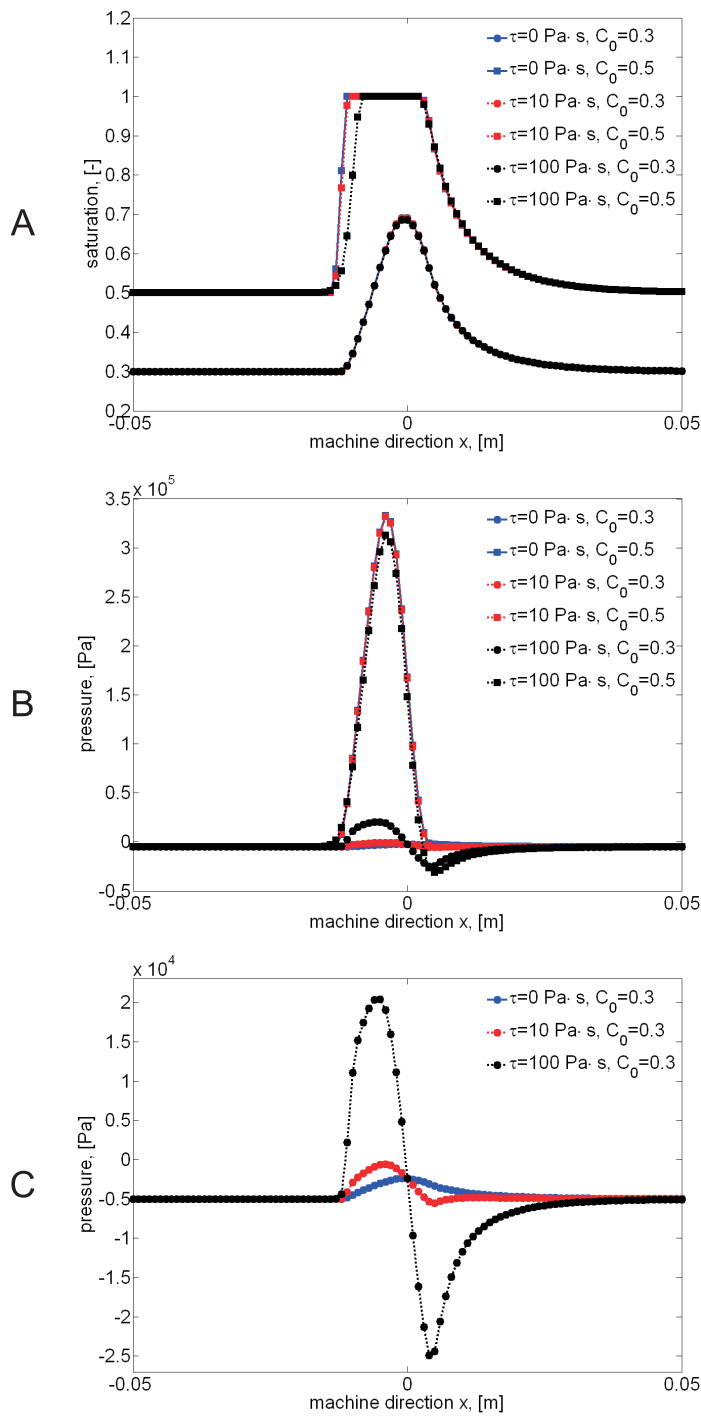 A
saturation, [-]
1.2
1.1
1
0.9
0.8
0.7
0.6
0.5
0.4
0.3
0.2
τ=0 Pa· s, C0=0.3
τ=0 Pa· s, C0=0.5
τ=10 Pa· s, C0=0.3
τ=10 Pa· s, C0=0.5
τ=100 Pa· s, C0=0.3
τ=100 Pa· s, C0=0.5
-0.05 0 0.05
machine direction x, [m]
B
pressure, [Pa]
x 10^5
3.5
3
2.5
2
1.5
1
0.5
0
-0.5
τ=0 Pa· s, C0=0.3
τ=0 Pa· s, C0=0.5
τ=10 Pa· s, C0=0.3
τ=10 Pa· s, C0=0.5
τ=100 Pa· s, C0=0.3
τ=100 Pa· s, C0=0.5
-0.05 0 0.05
machine direction x, [m]
C
pressure, [Pa]
x 10^4
2
1.5
1
0.5
0
-0.5
-1
-1.5
-2
-2.5
τ=0 Pa· s, C0=0.3
τ=10 Pa· s, C0=0.3
τ=100 Pa· s, C0=0.3
-0.05 0 0.05
machine direction x, [m]